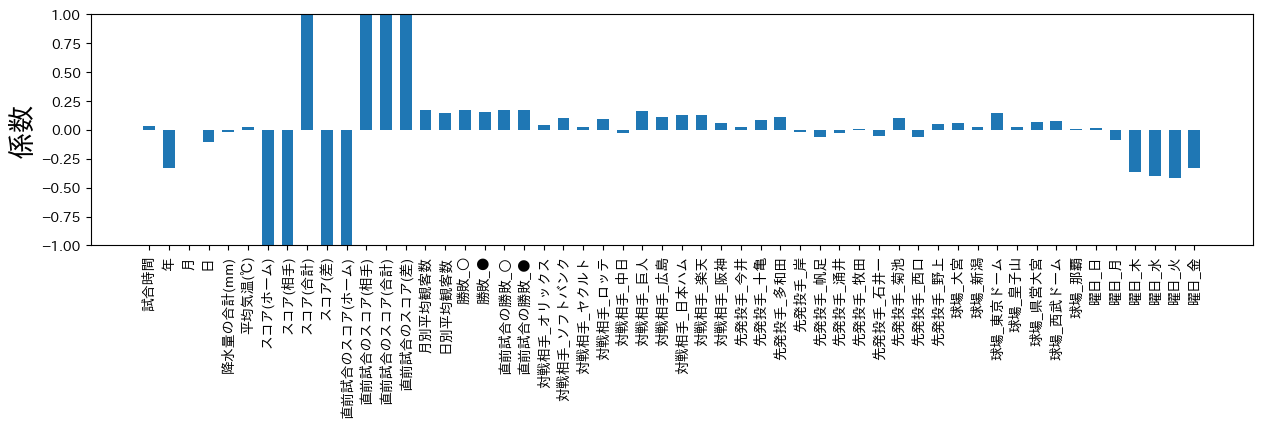 係数
1.00
0.75
0.50
0.25
0.00
−0.25
−0.50
−0.75
−1.00
試合時間
年
月
日
降水量の合計(mm)
平均気温(℃)
スコア(ホーム)
スコア(相手)
スコア(合計)
スコア(差)
直前試合のスコア(ホーム)
直前試合のスコア(相手)
直前試合のスコア(合計)
直前試合のスコア(差)
月別平均観客数
日別平均観客数
勝敗_○
勝敗_●
直前試合の勝敗_○
直前試合の勝敗_●
対戦相手_オリックス
対戦相手_ソフトバンク
対戦相手_ヤクルト
対戦相手_ロッテ
対戦相手_中日
対戦相手_巨人
対戦相手_広島
対戦相手_日本ハム
対戦相手_楽天
対戦相手_阪神
先発投手_今井
先発投手_十亀
先発投手_多和田
先発投手_岸
先発投手_帆足
先発投手_涌井
先発投手_牧田
先発投手_石井一
先発投手_菊池
先発投手_西口
先発投手_野上
球場_大宮
球場_新潟
球場_東京ドーム
球場_皇子山
球場_県営大宮
球場_西武ドーム
球場_那覇
曜日_日
曜日_月
曜日_木
曜日_水
曜日_火
曜日_金